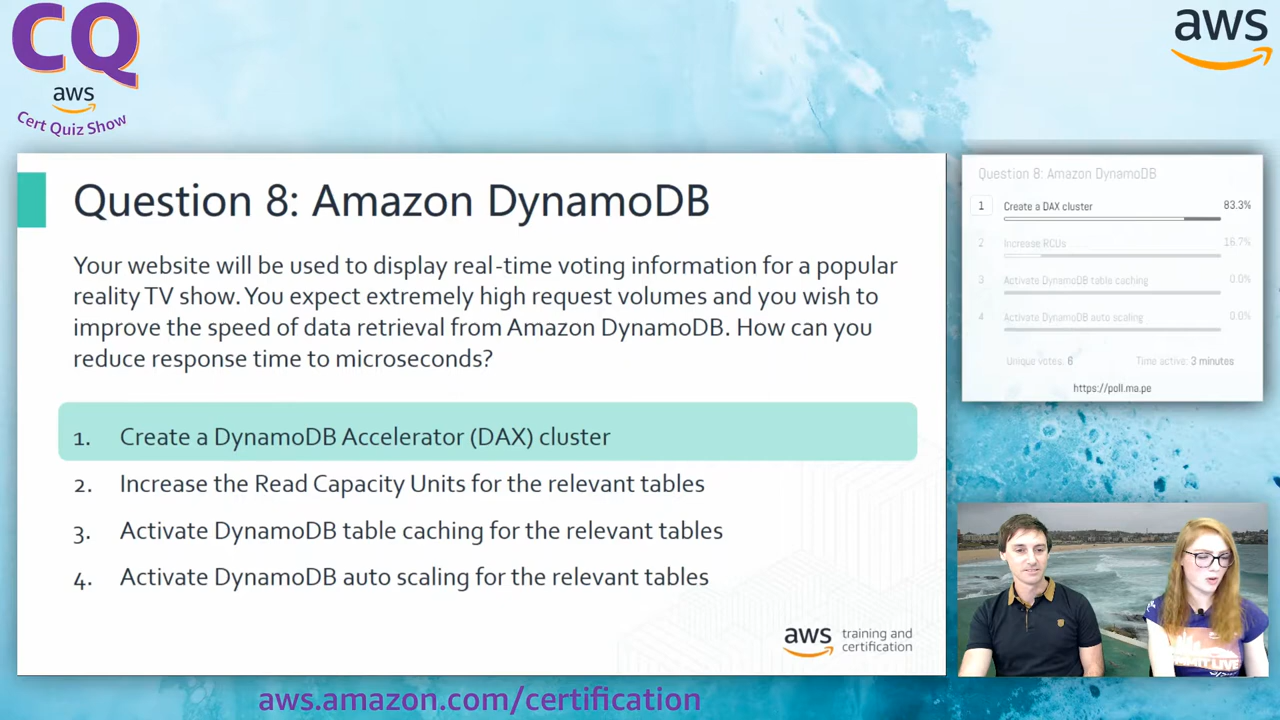 CQ
aws
Cert Quiz Show
aws
Question 8: Amazon DynamoDB
Your website will be used to display real-time voting information for a popular
reality TV show. You expect extremely high request volumes and you wish to
improve the speed of data retrieval from Amazon DynamoDB. How can you
reduce response time to microseconds?
1. Create a DynamoDB Accelerator (DAX) cluster
2. Increase the Read Capacity Units for the relevant tables
3. Activate DynamoDB table caching for the relevant tables
4. Activate DynamoDB auto scaling for the relevant tables
aws training and
certification
Question 8: Amazon DynamoDB
1 Create a DAX cluster 83.3%
2 Increase RCUs 16.7%
3 Activate DynamoDB table caching 0.0%
4 Activate DynamoDB auto scaling 0.0%
Unique votes: 6 Time active: 3 minutes
https://poll.ma.pe
aws.amazon.com/certification